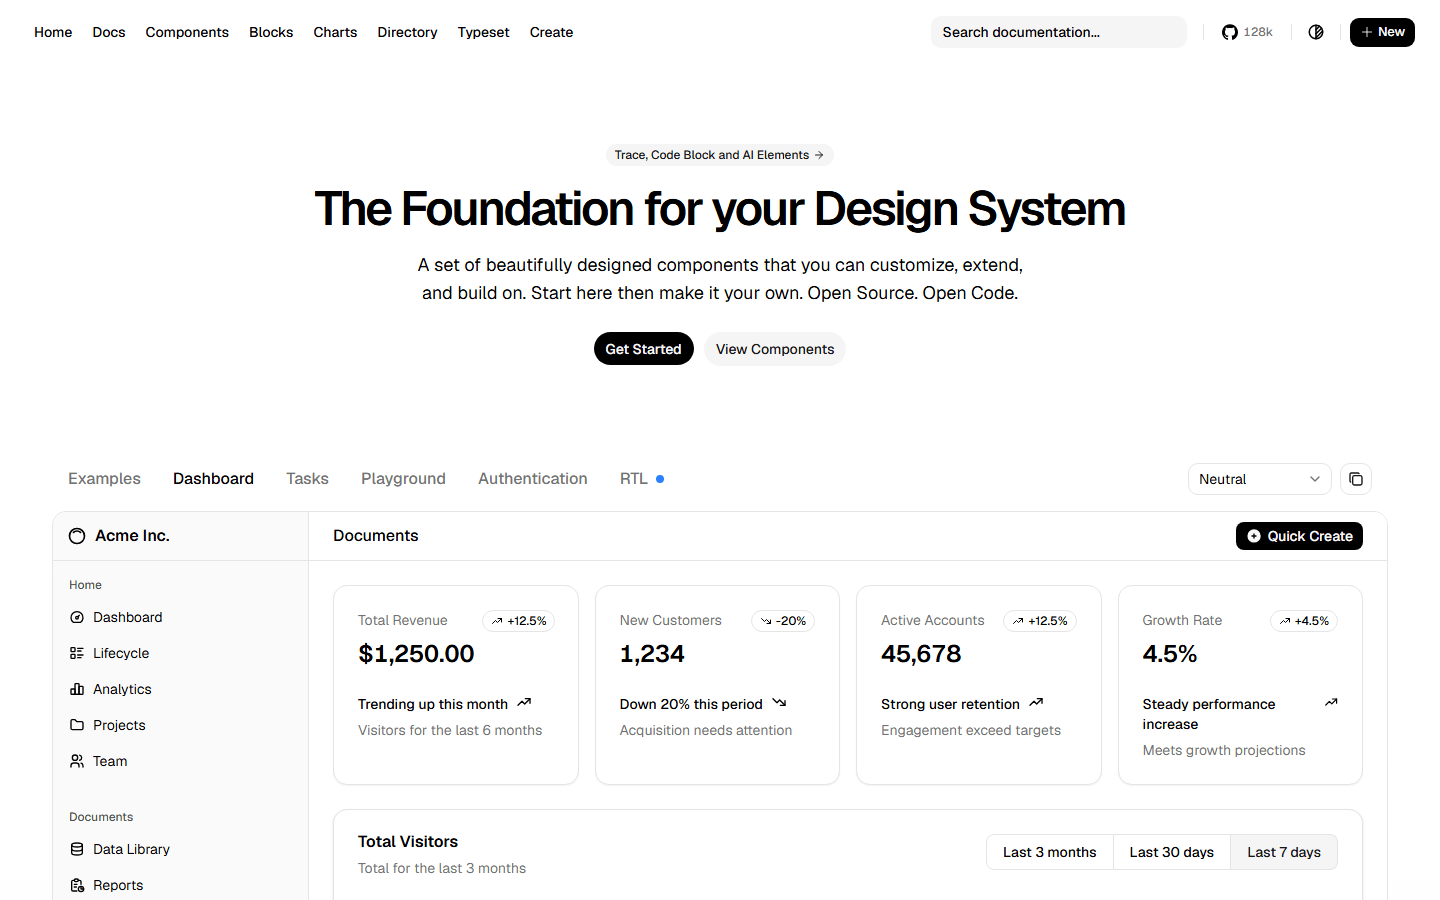 Home Docs Components Blocks Charts Directory Typeset Create Search documentation... 128k New
Trace, Code Block and AI Elements
The Foundation for your Design System
A set of beautifully designed components that you can customize, extend,
and build on. Start here then make it your own. Open Source. Open Code.
Get Started View Components
Examples Dashboard Tasks Playground Authentication RTL Neutral
Acme Inc.
Home
Dashboard
Lifecycle
Analytics
Projects
Team
Documents
Data Library
Reports
Documents Quick Create
Total Revenue +12.5%
$1,250.00
Trending up this month
Visitors for the last 6 months
New Customers -20%
1,234
Down 20% this period
Acquisition needs attention
Active Accounts +12.5%
45,678
Strong user retention
Engagement exceed targets
Growth Rate +4.5%
4.5%
Steady performance
increase
Meets growth projections
Total Visitors
Total for the last 3 months
Last 3 months Last 30 days Last 7 days